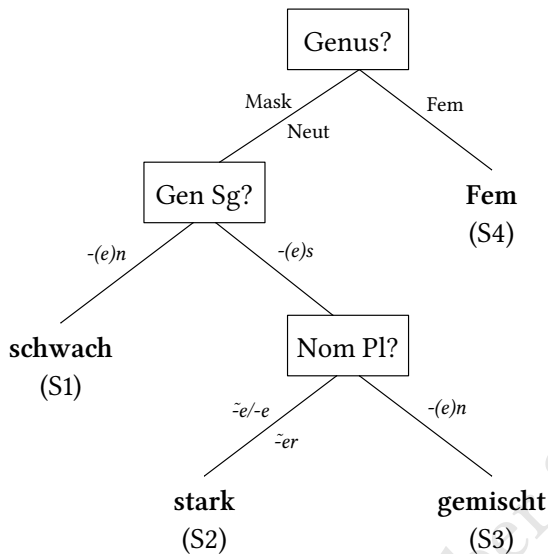 Genus?
Mask
Neut
Fem
Gen Sg?
Fem
(S4)
-(e)n
-(e)s
schwach
(S1)
Nom Pl?
-̃e/-e
-̃er
-(e)n
stark
(S2)
gemischt
(S3)